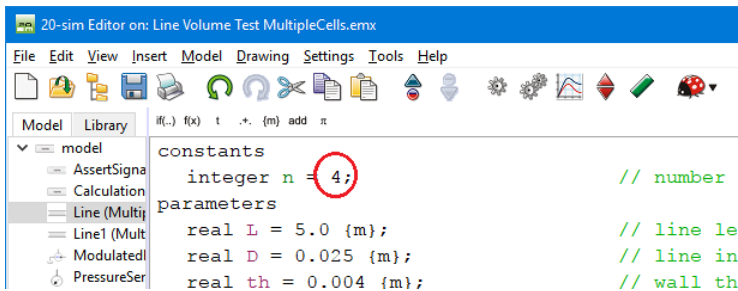 20-sim Editor on: Line Volume Test MultipleCells.emx
File Edit View Insert Model Drawing Settings Tools Help
Model Library
if(..) f(x) t .+. {m} add π
model
AssertSigna
Calculation
Line (Multip
Line1 (Mult
Modulatedl
PressureSer
constants
integer n = 4; // number
parameters
real L = 5.0 {m}; // line le
real D = 0.025 {m}; // line in
real th = 0.004 {m}; // wall th